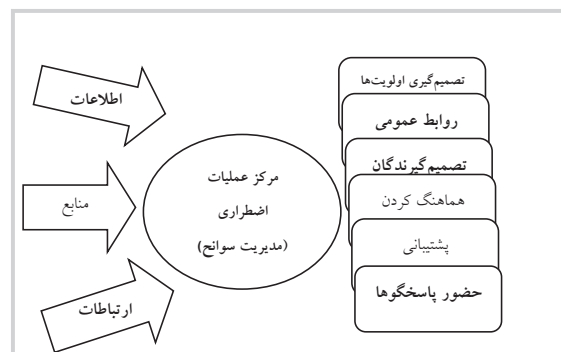 تصمیم‌گیری اولویت‌ها
روابط عمومی
تصمیم‌گیرندگان
هماهنگ کردن
پشتیبانی
حضور پاسخگوها
مرکز عملیات
اضطراری
(مدیریت سوانح)
اطلاعات
منابع
ارتباطات